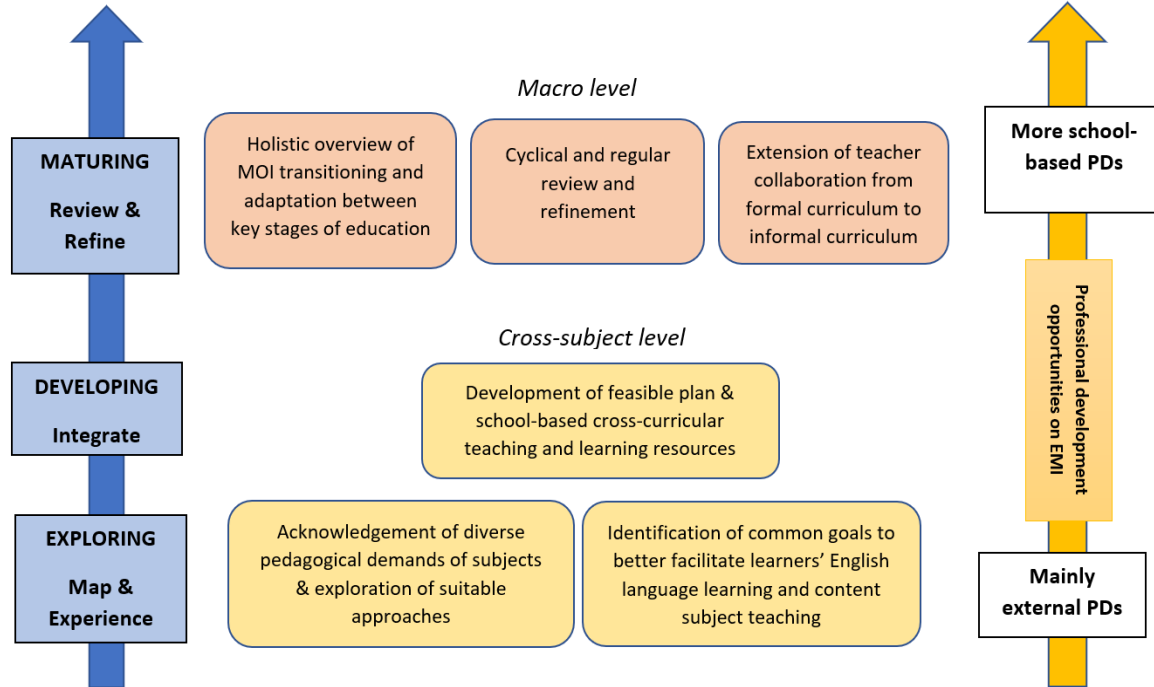 Macro level
MATURING
Review &
Refine
Holistic overview of
MOI transitioning and
adaptation between
key stages of education
Cyclical and regular
review and
refinement
Extension of teacher
collaboration from
formal curriculum to
informal curriculum
More school-
based PDs
Cross-subject level
DEVELOPING
Integrate
Development of feasible plan &
school-based cross-curricular
teaching and learning resources
Professional development
opportunities on EMI
EXPLORING
Map &
Experience
Acknowledgement of diverse
pedagogical demands of subjects
& exploration of suitable
approaches
Identification of common goals to
better facilitate learners’ English
language learning and content
subject teaching
Mainly
external PDs